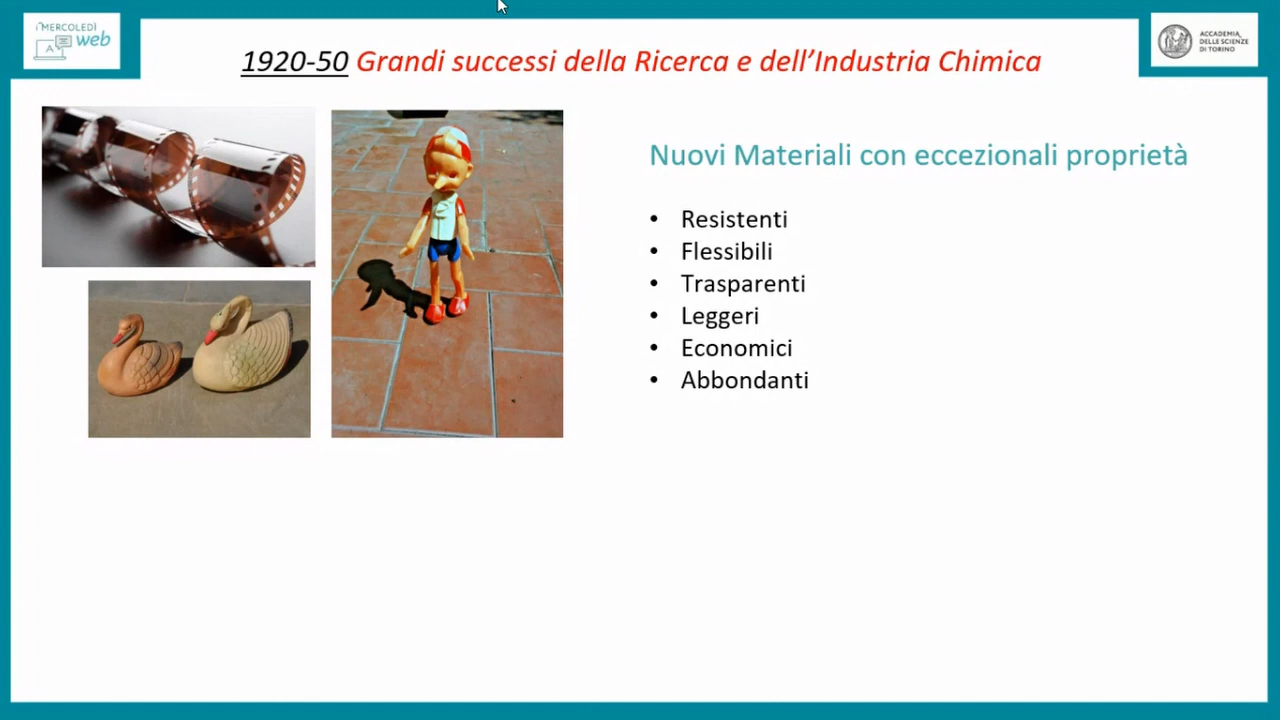 I MERCOLEDÌ
web
A
ACCADEMIA
DELLE SCIENZE
DI TORINO
1920-50 Grandi successi della Ricerca e dell’Industria Chimica
Nuovi Materiali con eccezionali proprietà
• Resistenti
• Flessibili
• Trasparenti
• Leggeri
• Economici
• Abbondanti